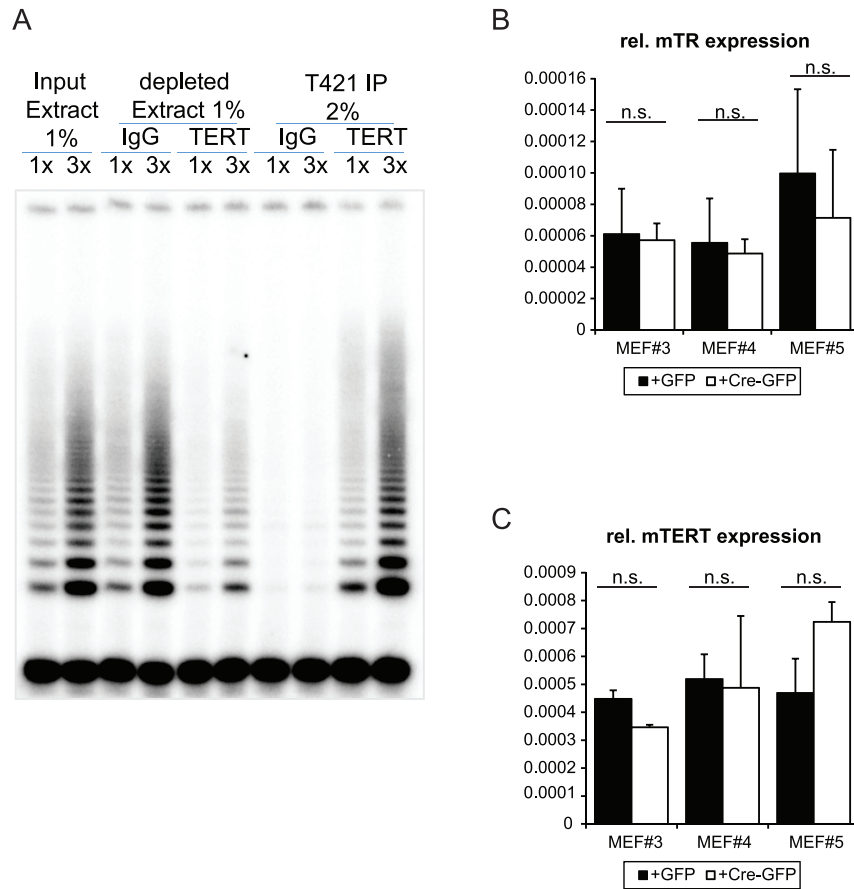 A
Input
Extract
1%
depleted
Extract 1%
T421 IP
2%
IgG TERT IgG TERT
1x 3x 1x 3x 1x 3x 1x 3x 1x 3x
B
rel. mTR expression
0.00016
0.00014
0.00012
0.00010
0.00008
0.00006
0.00004
0.00002
0
n.s. n.s. n.s.
MEF#3 MEF#4 MEF#5
+GFP +Cre-GFP
C
rel. mTERT expression
0.0009
0.0008
0.0007
0.0006
0.0005
0.0004
0.0003
0.0002
0.0001
0
n.s. n.s. n.s.
MEF#3 MEF#4 MEF#5
+GFP +Cre-GFP